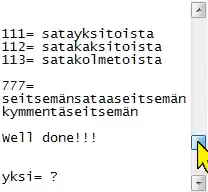 111= satayksitoista
112= satakaksitoista
113= satakolmetoista
777=
seitsemänsataaseitsemän
kymmentäseitsemän
Well done!!!
yksi= ?